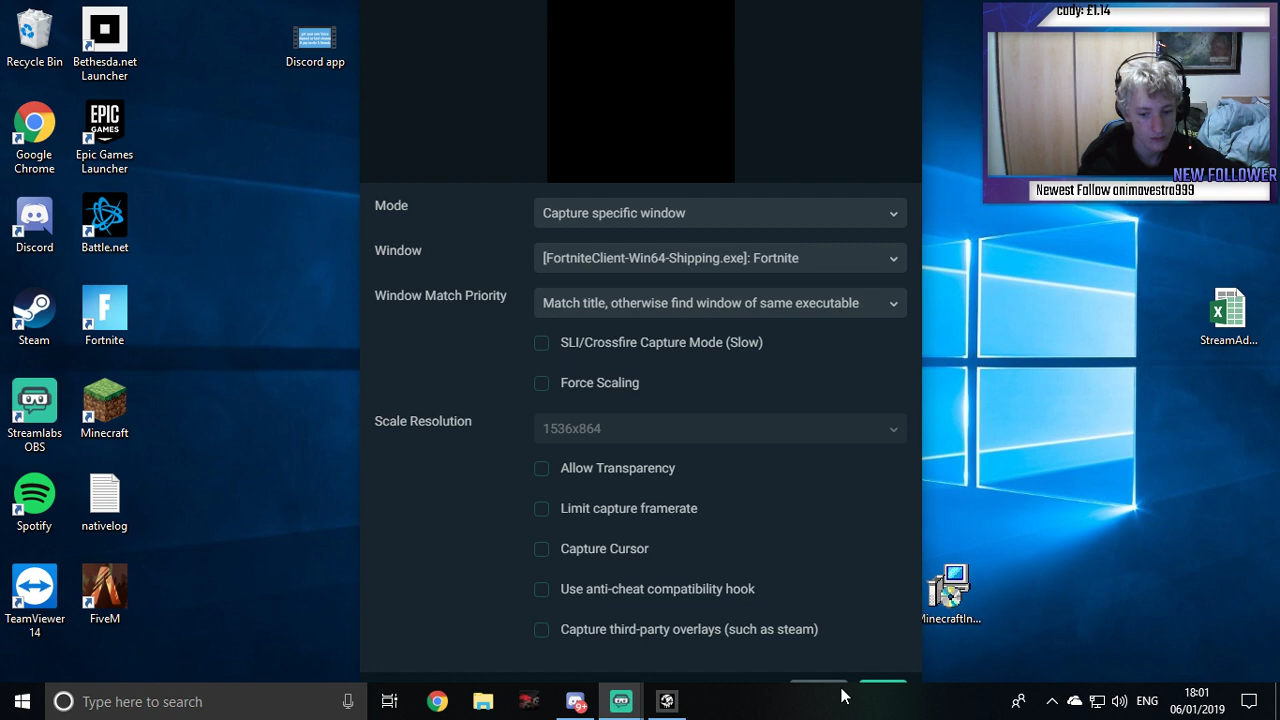 Recycle Bin
Bethesda.net
Launcher
Discord app
cody: £1.14
NEW FOLLOWER
Newest Follow animavestra999
Google
Chrome
EPIC
GAMES
Epic Games
Launcher
Discord
Battle.net
Steam
Fortnite
Streamlabs
OBS
Minecraft
Spotify
nativelog
TeamViewer
14
FiveM
Mode
Capture specific window
Window
[FortniteClient-Win64-Shipping.exe]: Fortnite
Window Match Priority
Match title, otherwise find window of same executable
SLI/Crossfire Capture Mode (Slow)
Force Scaling
Scale Resolution
1536x864
Allow Transparency
Limit capture framerate
Capture Cursor
Use anti-cheat compatibility hook
Capture third-party overlays (such as steam)
StreamAd...
MinecraftIn...
Type here to search
9+
ENG
18:01
06/01/2019